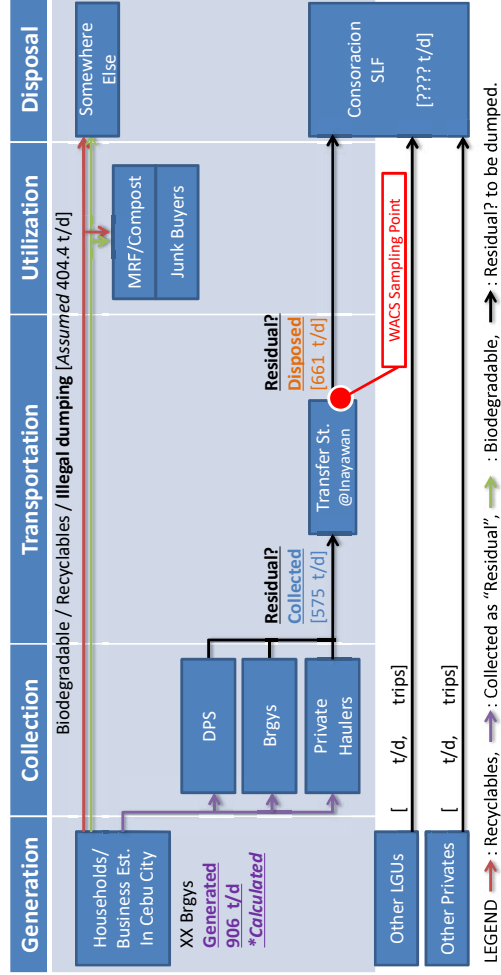 Generation
Collection
Transportation
Utilization
Disposal
Biodegradable / Recyclables / Illegal dumping [Assumed 404.4 t/d]
Households/
Business Est.
In Cebu City
Somewhere
Else
MRF/Compost
Junk Buyers
XX Brgys
Generated
906 t/d
*Calculated
DPS
Brgys
Private
Haulers
Residual?
Collected
[575 t/d]
Transfer St.
@Inayawan
Residual?
Disposed
[661 t/d]
WACS Sampling Point
Consoracion
SLF
[???? t/d]
Other LGUs
[ t/d, trips]
Other Privates
[ t/d, trips]
LEGEND : Recyclables, : Collected as “Residual”, : Biodegradable, : Residual? to be dumped.